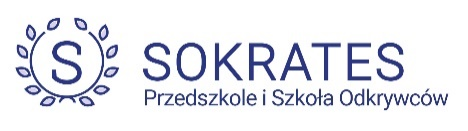 S
SOKRATES
Przedszkole i Szkoła Odkrywców